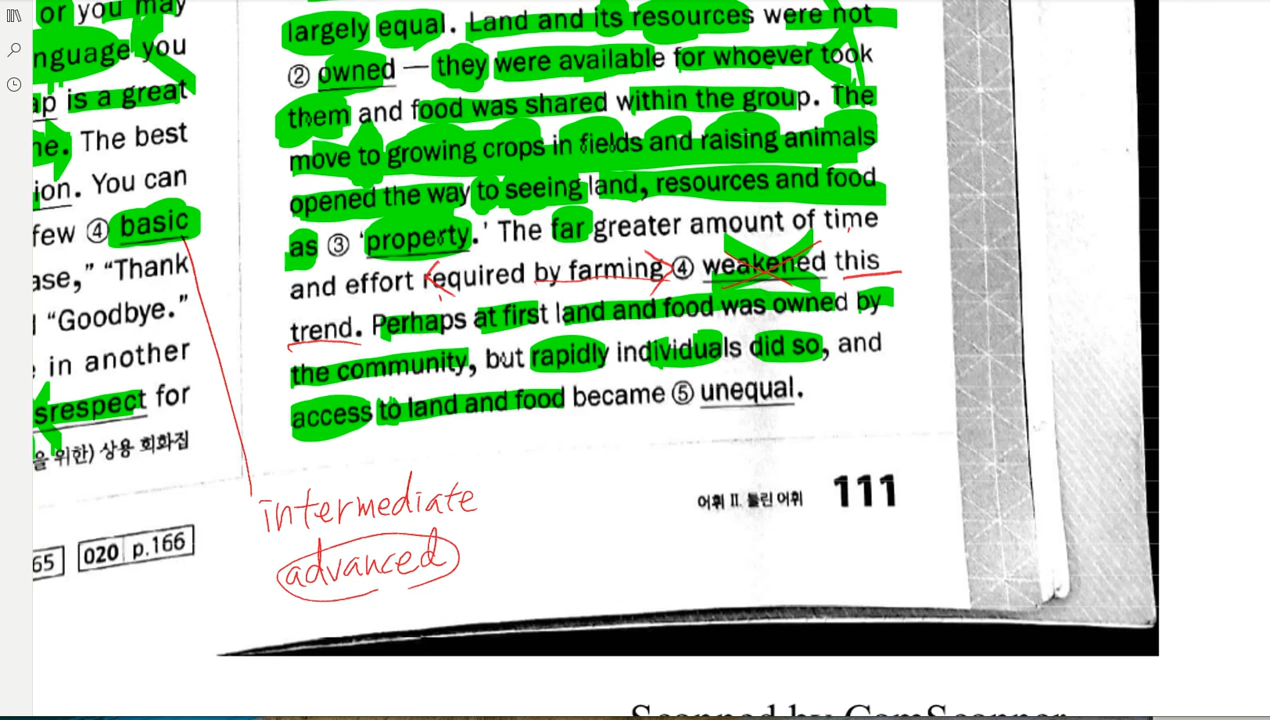 or you may
nguage you
ap is a great
ne. The best
ion. You can
few ④ basic
ase," "Thank
"Goodbye."
in another
srespect for
을 위한) 상용 회화집
65 020 p.166
largely equal. Land and its resources were not
② owned — they were available for whoever took
them and food was shared within the group. The
move to growing crops in fields and raising animals
opened the way to seeing land, resources and food
as ③ 'property.' The far greater amount of time
and effort required by farming ④ weakened this
trend. Perhaps at first land and food was owned by
the community, but rapidly individuals did so, and
access to land and food became ⑤ unequal.
intermediate
advanced
어휘 II. 틀린 어휘 111
Scanned by CamScanner